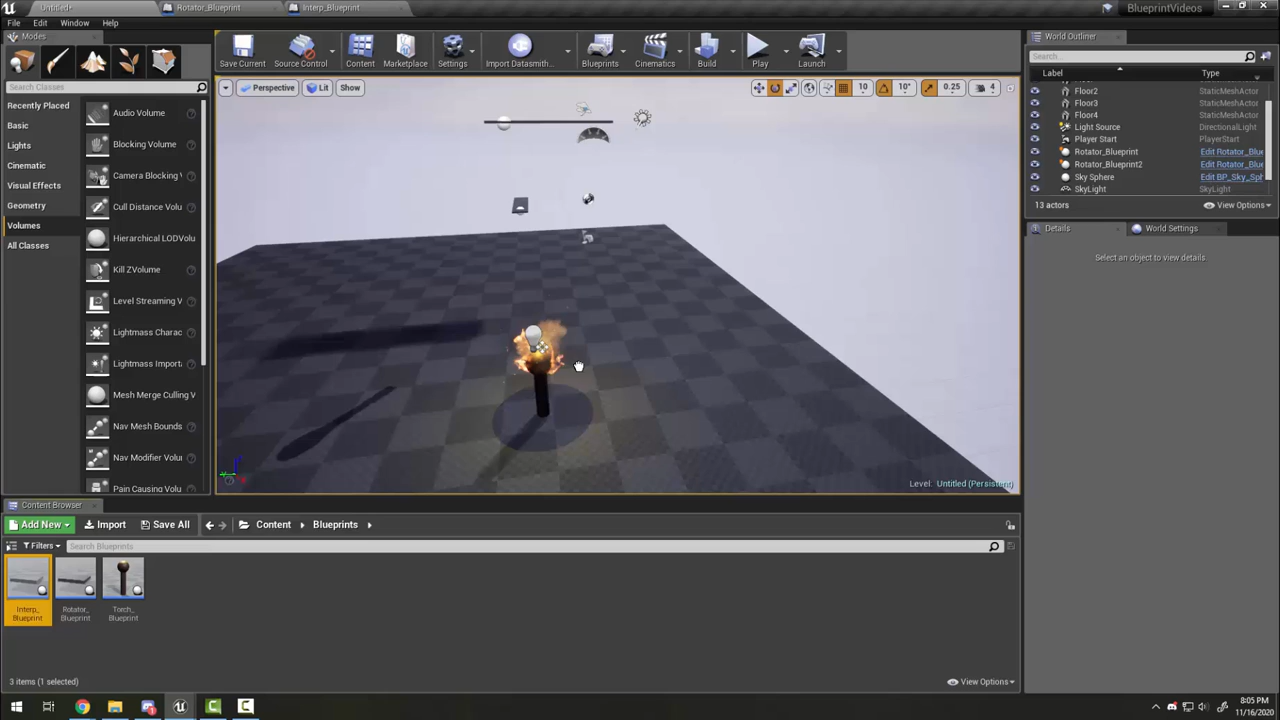 Untitled*
Rotator_Blueprint
Interp_Blueprint
BlueprintVideos
File Edit Window Help
Modes
Search Classes
Recently Placed
Basic
Lights
Cinematic
Visual Effects
Geometry
Volumes
All Classes
Audio Volume
Blocking Volume
Camera Blocking V
Cull Distance Volu
Hierarchical LODVolu
Kill ZVolume
Level Streaming V
Lightmass Charac
Lightmass Import
Mesh Merge Culling V
Nav Mesh Bounds
Nav Modifier Volu
Pain Causing Volu
Save Current Source Control Content Marketplace Settings Import Datasmith... Blueprints Cinematics Build Play Launch
Perspective Lit Show
10 10° 0.25 4
Level: Untitled (Persistent)
World Outliner
Search
Label Type
Floor2 StaticMeshActor
Floor3 StaticMeshActor
Floor4 StaticMeshActor
Light Source DirectionalLight
Player Start PlayerStart
Rotator_Blueprint Edit Rotator_Blue
Rotator_Blueprint2 Edit Rotator_Blue
Sky Sphere Edit BP_Sky_Sph
SkyLight SkyLight
13 actors View Options
Details World Settings
Select an object to view details.
Content Browser
Add New Import Save All Content Blueprints
Filters Search Blueprints
Interp_
Blueprint
Rotator_
Blueprint
Torch_
Blueprint
3 items (1 selected) View Options
8:05 PM
11/16/2020